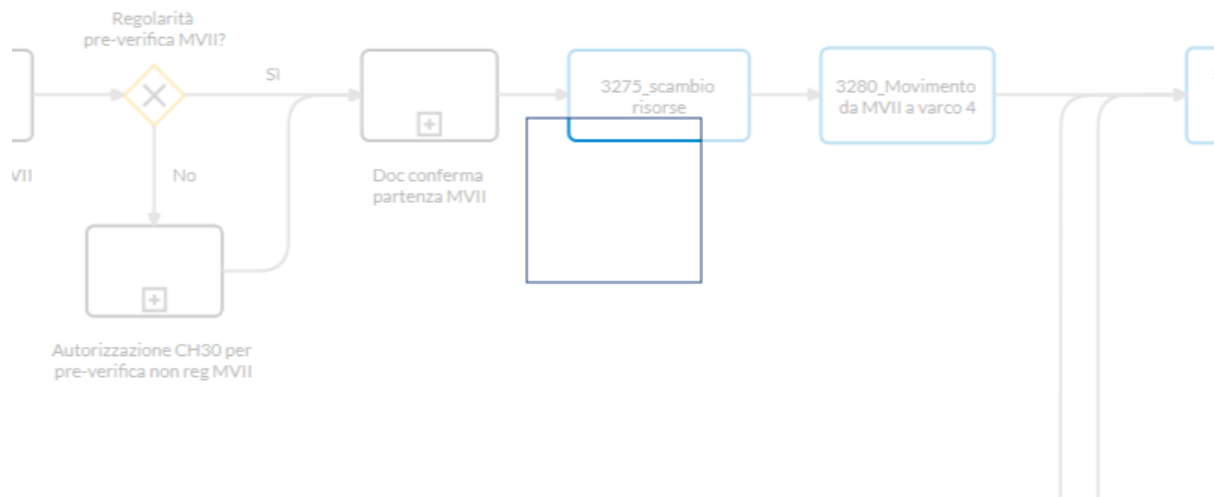 Regolarità
pre-verifica MVII?
Sì
3275_scambio
risorse
3280_Movimento
da MVII a varco 4
VII
No
Doc conferma
partenza MVII
Autorizzazione CH30 per
pre-verifica non reg MVII